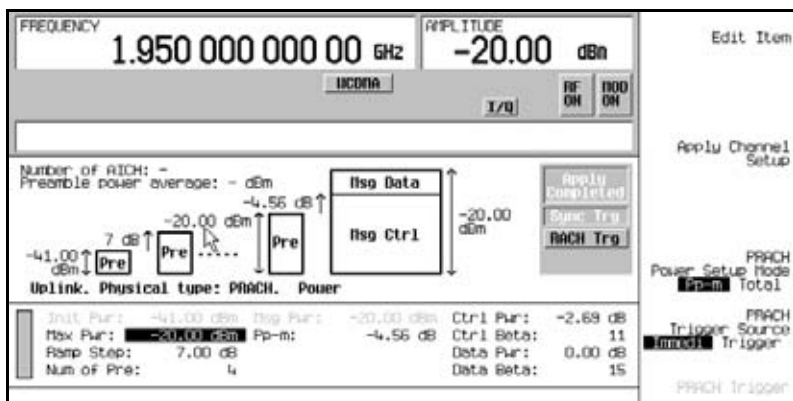 FREQUENCY
1.950 000 000 00 GHz
AMPLITUDE
-20.00 dBm
WCDMA
I/Q
RF ON
MOD ON
Number of AICH: -
Preamble power average: - dBm
-41.00 dBm
Pre
7 dB
Pre
-20.00 dBm
.....
-4.56 dB
Pre
Msg Data
Msg Ctrl
-20.00 dBm
Apply Completed
Sync Trg
RACH Trg
Uplink. Physical type: PRACH. Power
Init Pwr: -41.00 dBm Msg Pwr: -20.00 dBm Ctrl Pwr: -2.69 dB
Max Pwr: -20.00 dBm Pp-m: -4.56 dB Ctrl Beta: 11
Ramp Step: 7.00 dB Data Pwr: 0.00 dB
Num of Pre: 4 Data Beta: 15
Edit Item
Apply Channel Setup
PRACH
Power Setup Mode
Pp-m Total
PRACH
Trigger Source
Immedi Trigger
PRACH Trigger